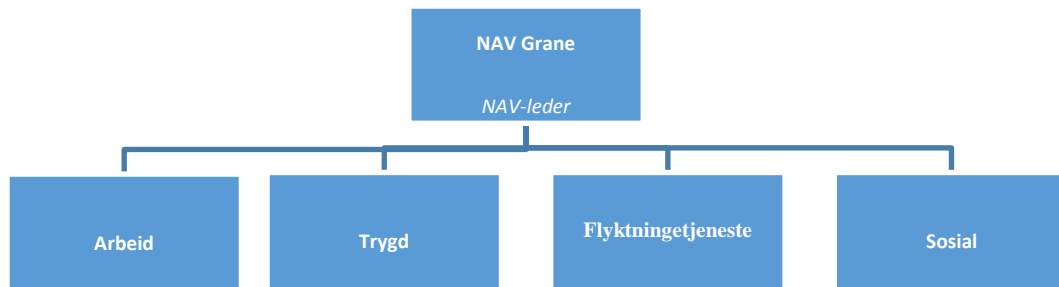 NAV Grane
NAV-leder
Arbeid
Trygd
Flyktningetjeneste
Sosial